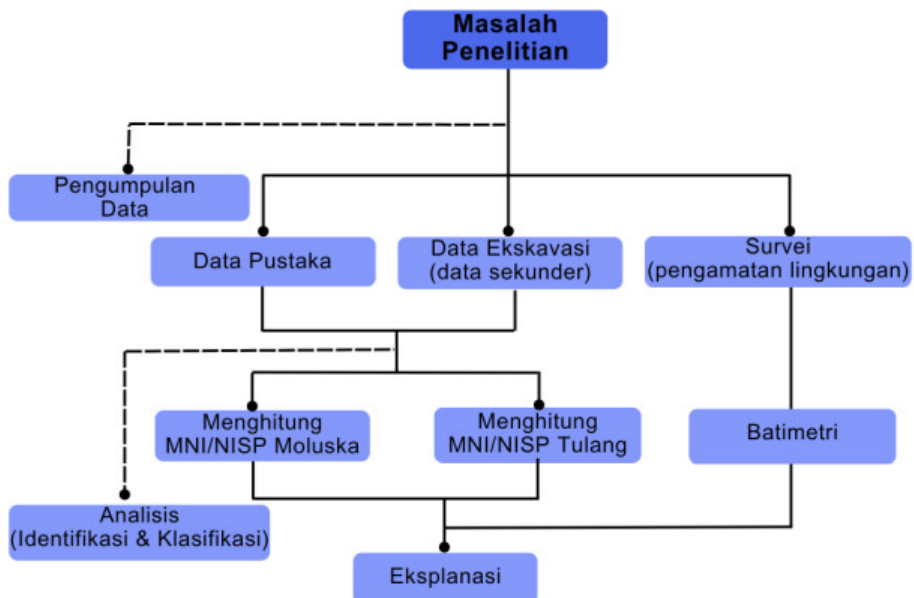 Masalah
Penelitian
Pengumpulan
Data
Data Pustaka
Data Ekskavasi
(data sekunder)
Survei
(pengamatan lingkungan)
Menghitung
MNI/NISP Moluska
Menghitung
MNI/NISP Tulang
Batimetri
Analisis
(Identifikasi & Klasifikasi)
Eksplanasi